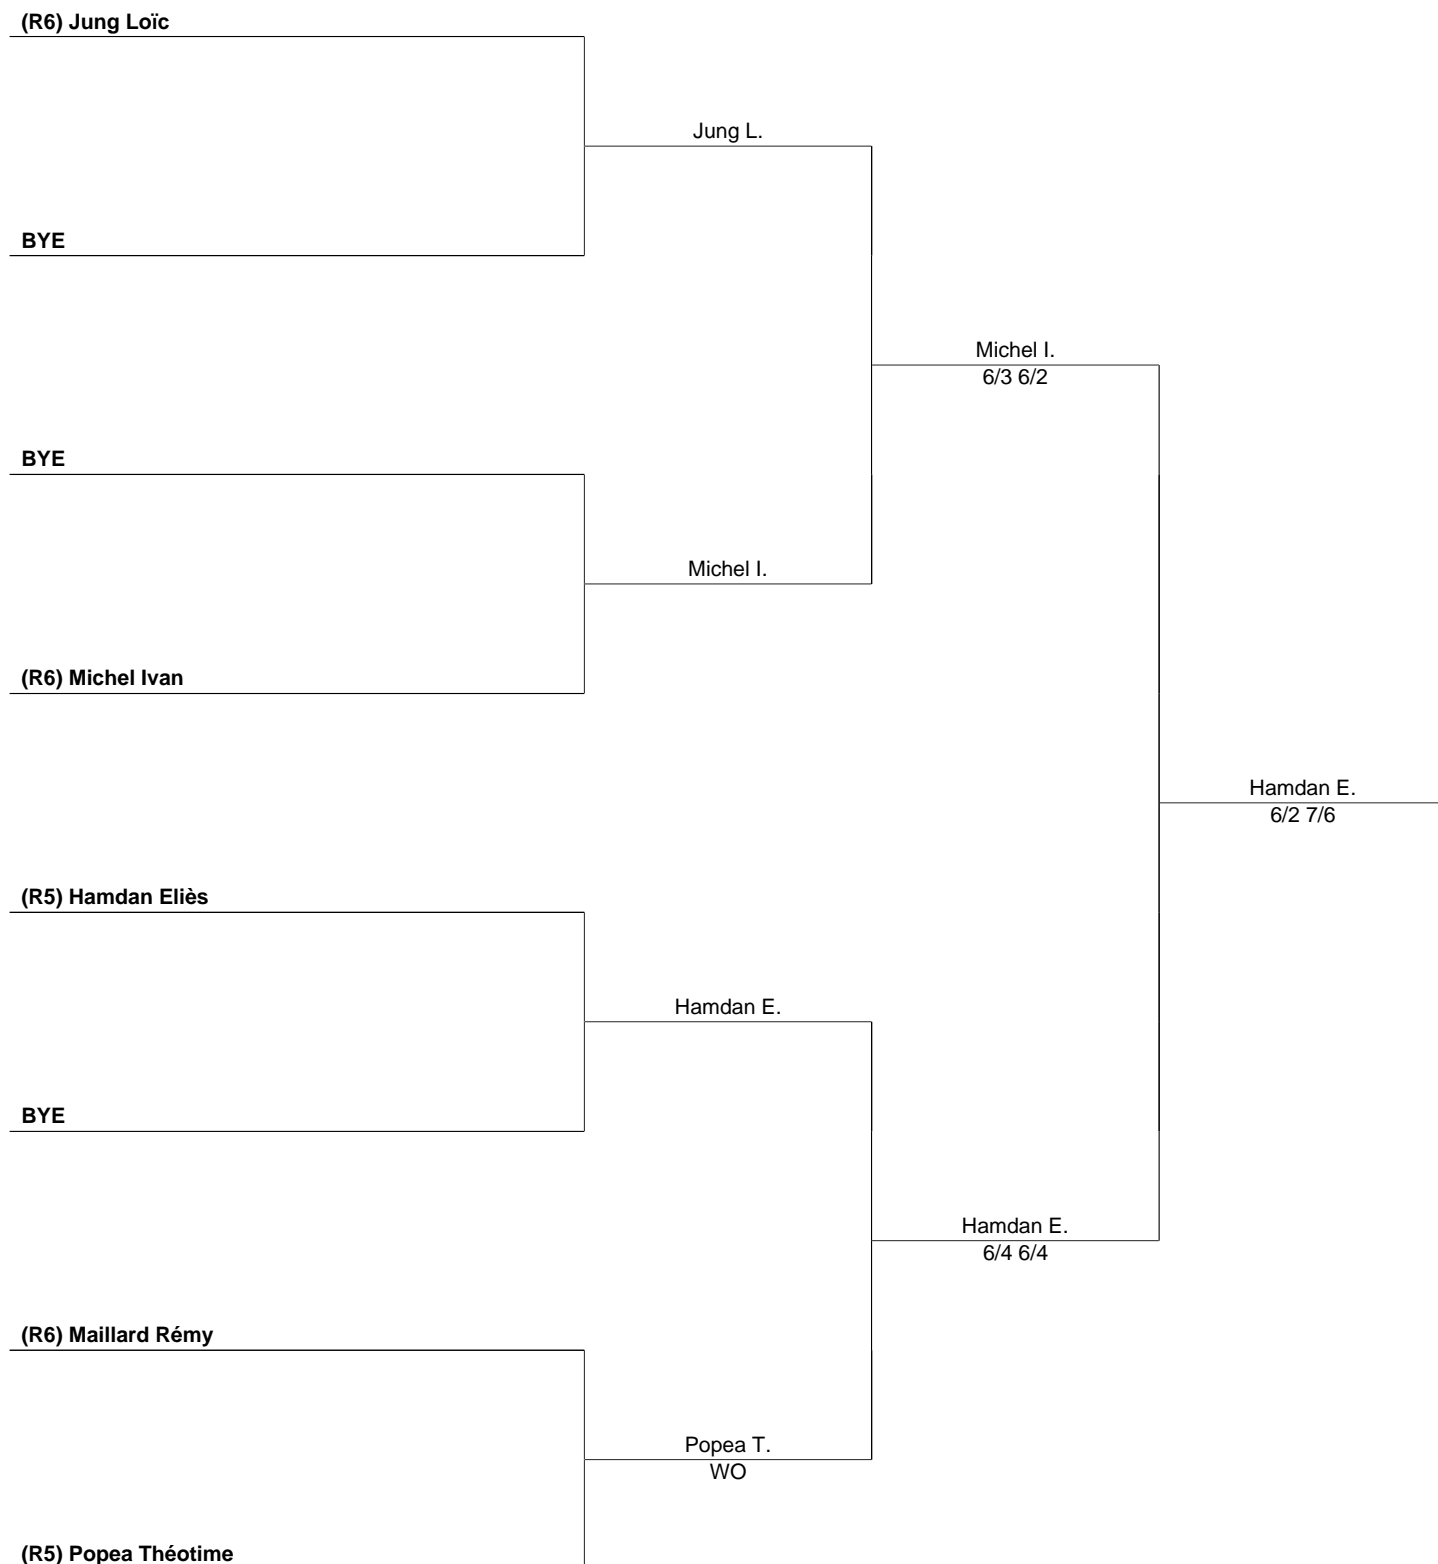 (R6) Jung Loïc
Jung L.
BYE
Michel I.
6/3 6/2
BYE
Michel I.
(R6) Michel Ivan
Hamdan E.
6/2 7/6
(R5) Hamdan Eliès
Hamdan E.
BYE
Hamdan E.
6/4 6/4
(R6) Maillard Rémy
Popea T.
WO
(R5) Popea Théotime